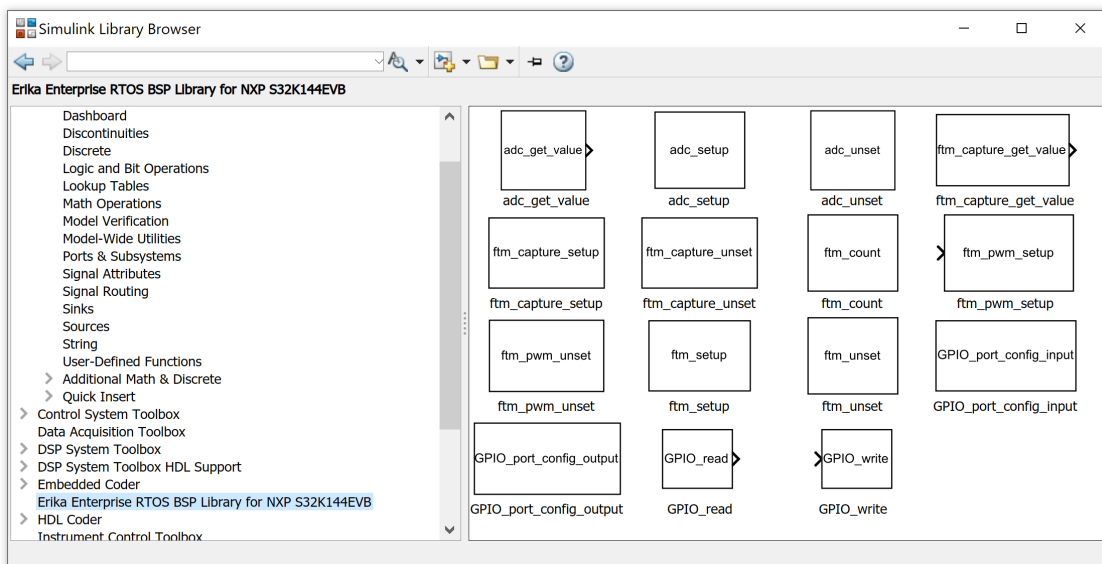 Simulink Library Browser
Erika Enterprise RTOS BSP Library for NXP S32K144EVB
Dashboard
Discontinuities
Discrete
Logic and Bit Operations
Lookup Tables
Math Operations
Model Verification
Model-Wide Utilities
Ports & Subsystems
Signal Attributes
Signal Routing
Sinks
Sources
String
User-Defined Functions
Additional Math & Discrete
Quick Insert
Control System Toolbox
Data Acquisition Toolbox
DSP System Toolbox
DSP System Toolbox HDL Support
Embedded Coder
Erika Enterprise RTOS BSP Library for NXP S32K144EVB
HDL Coder
Instrument Control Toolbox
adc_get_value adc_setup adc_unset ftm_capture_get_value
adc_get_value adc_setup adc_unset ftm_capture_get_value
ftm_capture_setup ftm_capture_unset ftm_count ftm_pwm_setup
ftm_capture_setup ftm_capture_unset ftm_count ftm_pwm_setup
ftm_pwm_unset ftm_setup ftm_unset GPIO_port_config_input
ftm_pwm_unset ftm_setup ftm_unset GPIO_port_config_input
GPIO_port_config_output GPIO_read GPIO_write
GPIO_port_config_output GPIO_read GPIO_write